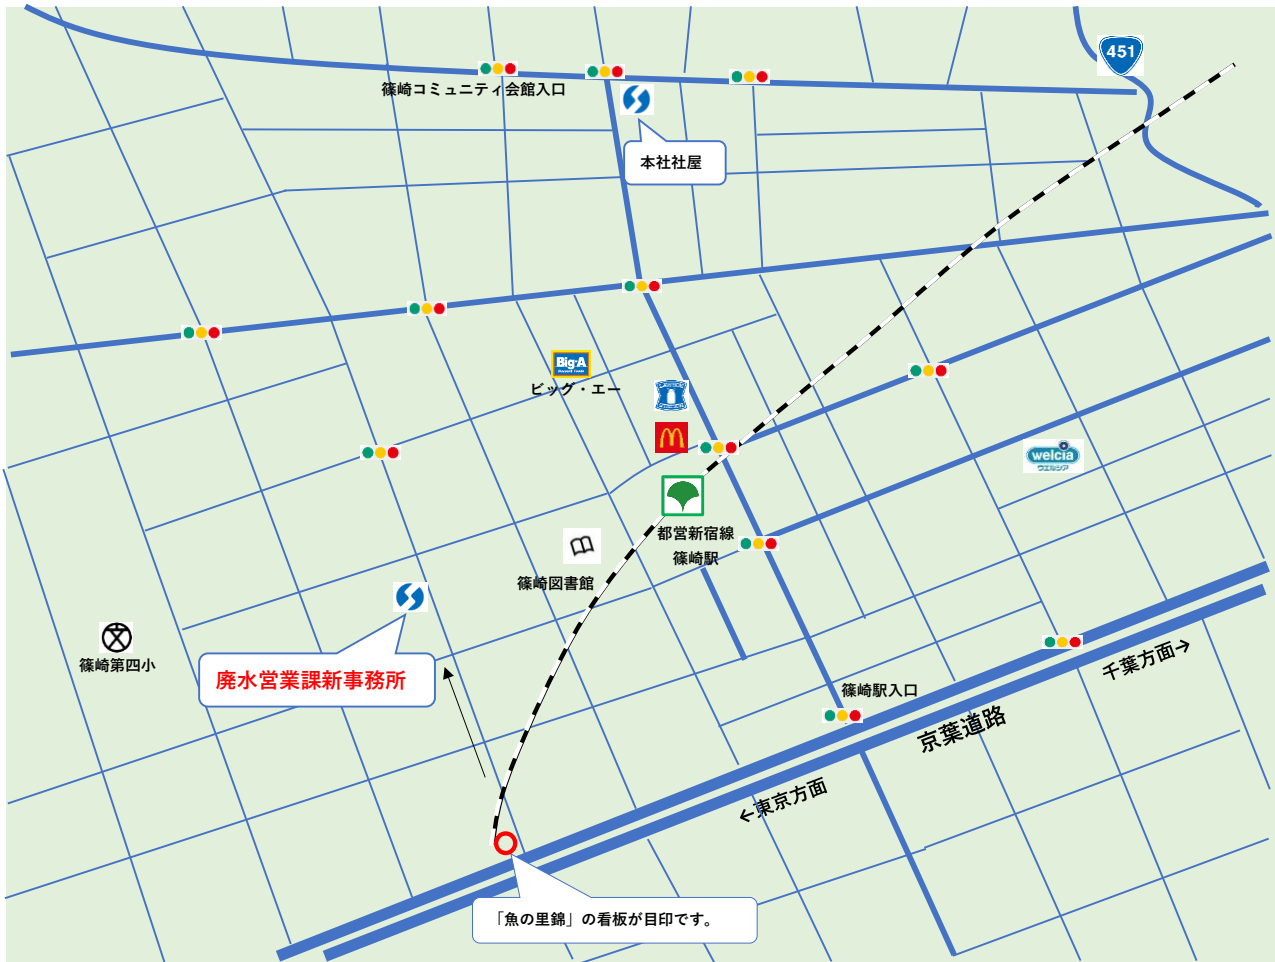 451
篠崎コミュニティ会館入口
本社社屋
Big-A
ビッグ・エー
welcia
ウエルシア
都営新宿線
篠崎駅
篠崎図書館
篠崎第四小
廃水営業課新事務所
篠崎駅入口
千葉方面→
京葉道路
←東京方面
「魚の里錦」の看板が目印です。